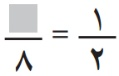 □/٨ = ١/٢